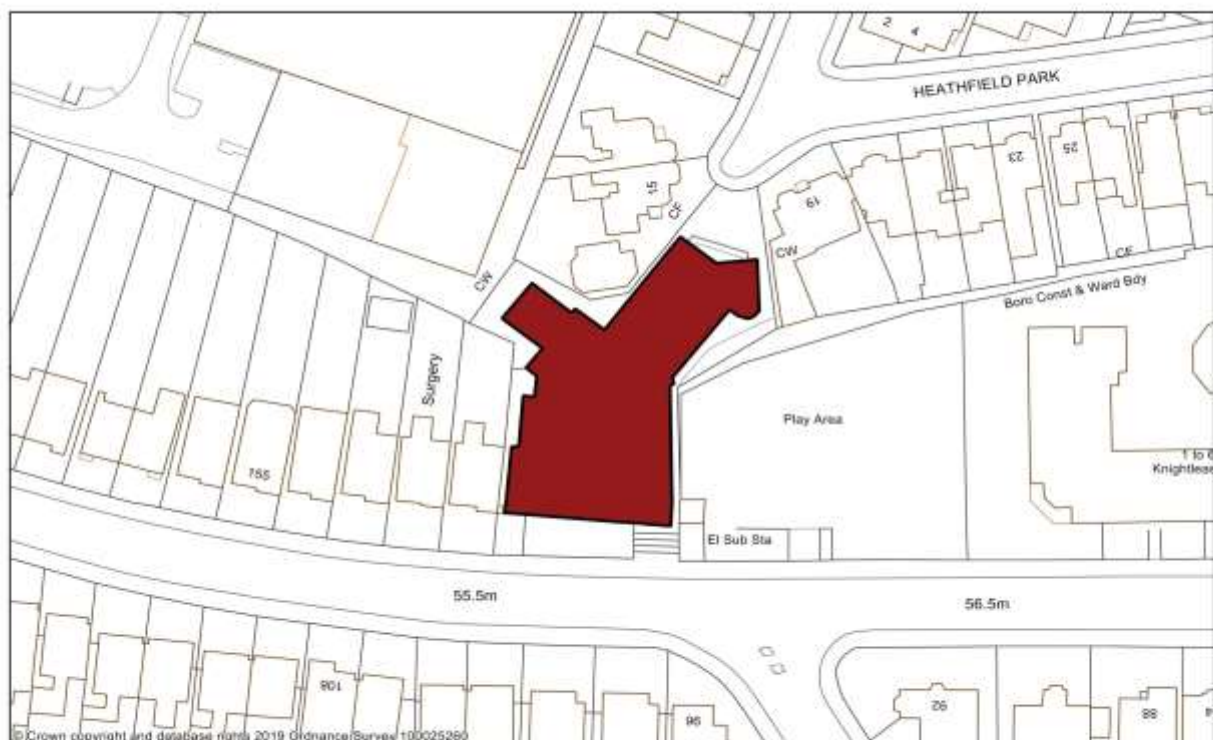 2
4
HEATHFIELD PARK
15
CF
19
23
25
CW
CW
CF
Boro Const & Ward Bdy
Surgery
Play Area
155
1 to 6
Knightleas
El Sub Sta
55.5m
56.5m
108
96
92
88
© Crown copyright and database rights 2019 Ordnance Survey 100025260